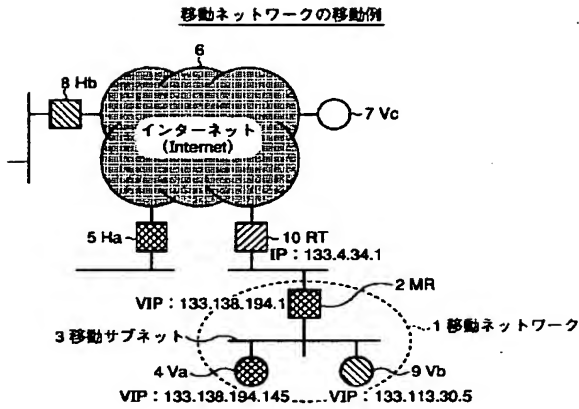 移動ネットワークの移動例
6
8 Hb
インターネット
(Internet)
7 Vc
5 Ha
10 RT
IP：133.4.34.1
2 MR
VIP：133.138.194.1
1 移動ネットワーク
3 移動サブネット
4 Va
9 Vb
VIP：133.138.194.145
VIP：133.113.30.5